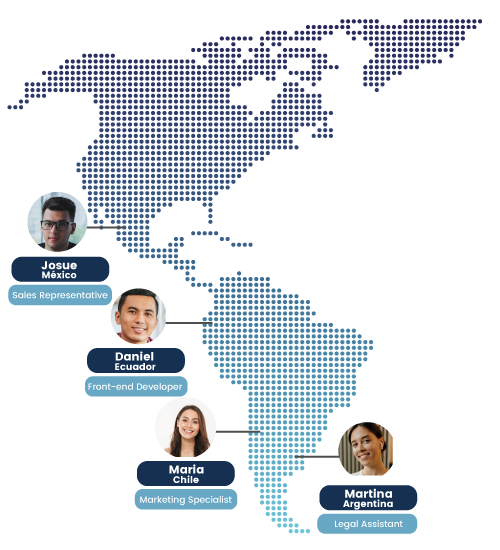 Josue
México
Sales Representative
Daniel
Ecuador
Front-end Developer
Maria
Chile
Marketing Specialist
Martina
Argentina
Legal Assistant